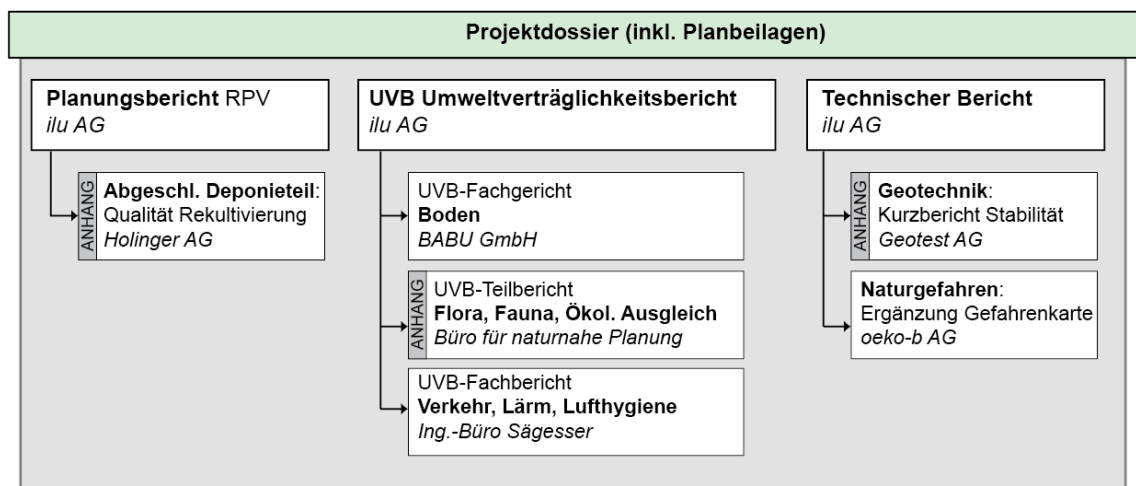 Projektdossier (inkl. Planbeilagen)
Planungsbericht RPV
ilu AG
ANHANG
Abgeschl. Deponieteil:
Qualität Rekultivierung
Holinger AG
UVB Umweltverträglichkeitsbericht
ilu AG
UVB-Fachgericht
Boden
BABU GmbH
ANHANG
UVB-Teilbericht
Flora, Fauna, Ökol. Ausgleich
Büro für naturnahe Planung
UVB-Fachbericht
Verkehr, Lärm, Lufthygiene
Ing.-Büro Sägesser
Technischer Bericht
ilu AG
ANHANG
Geotechnik:
Kurzbericht Stabilität
Geotest AG
Naturgefahren:
Ergänzung Gefahrenkarte
oeko-b AG